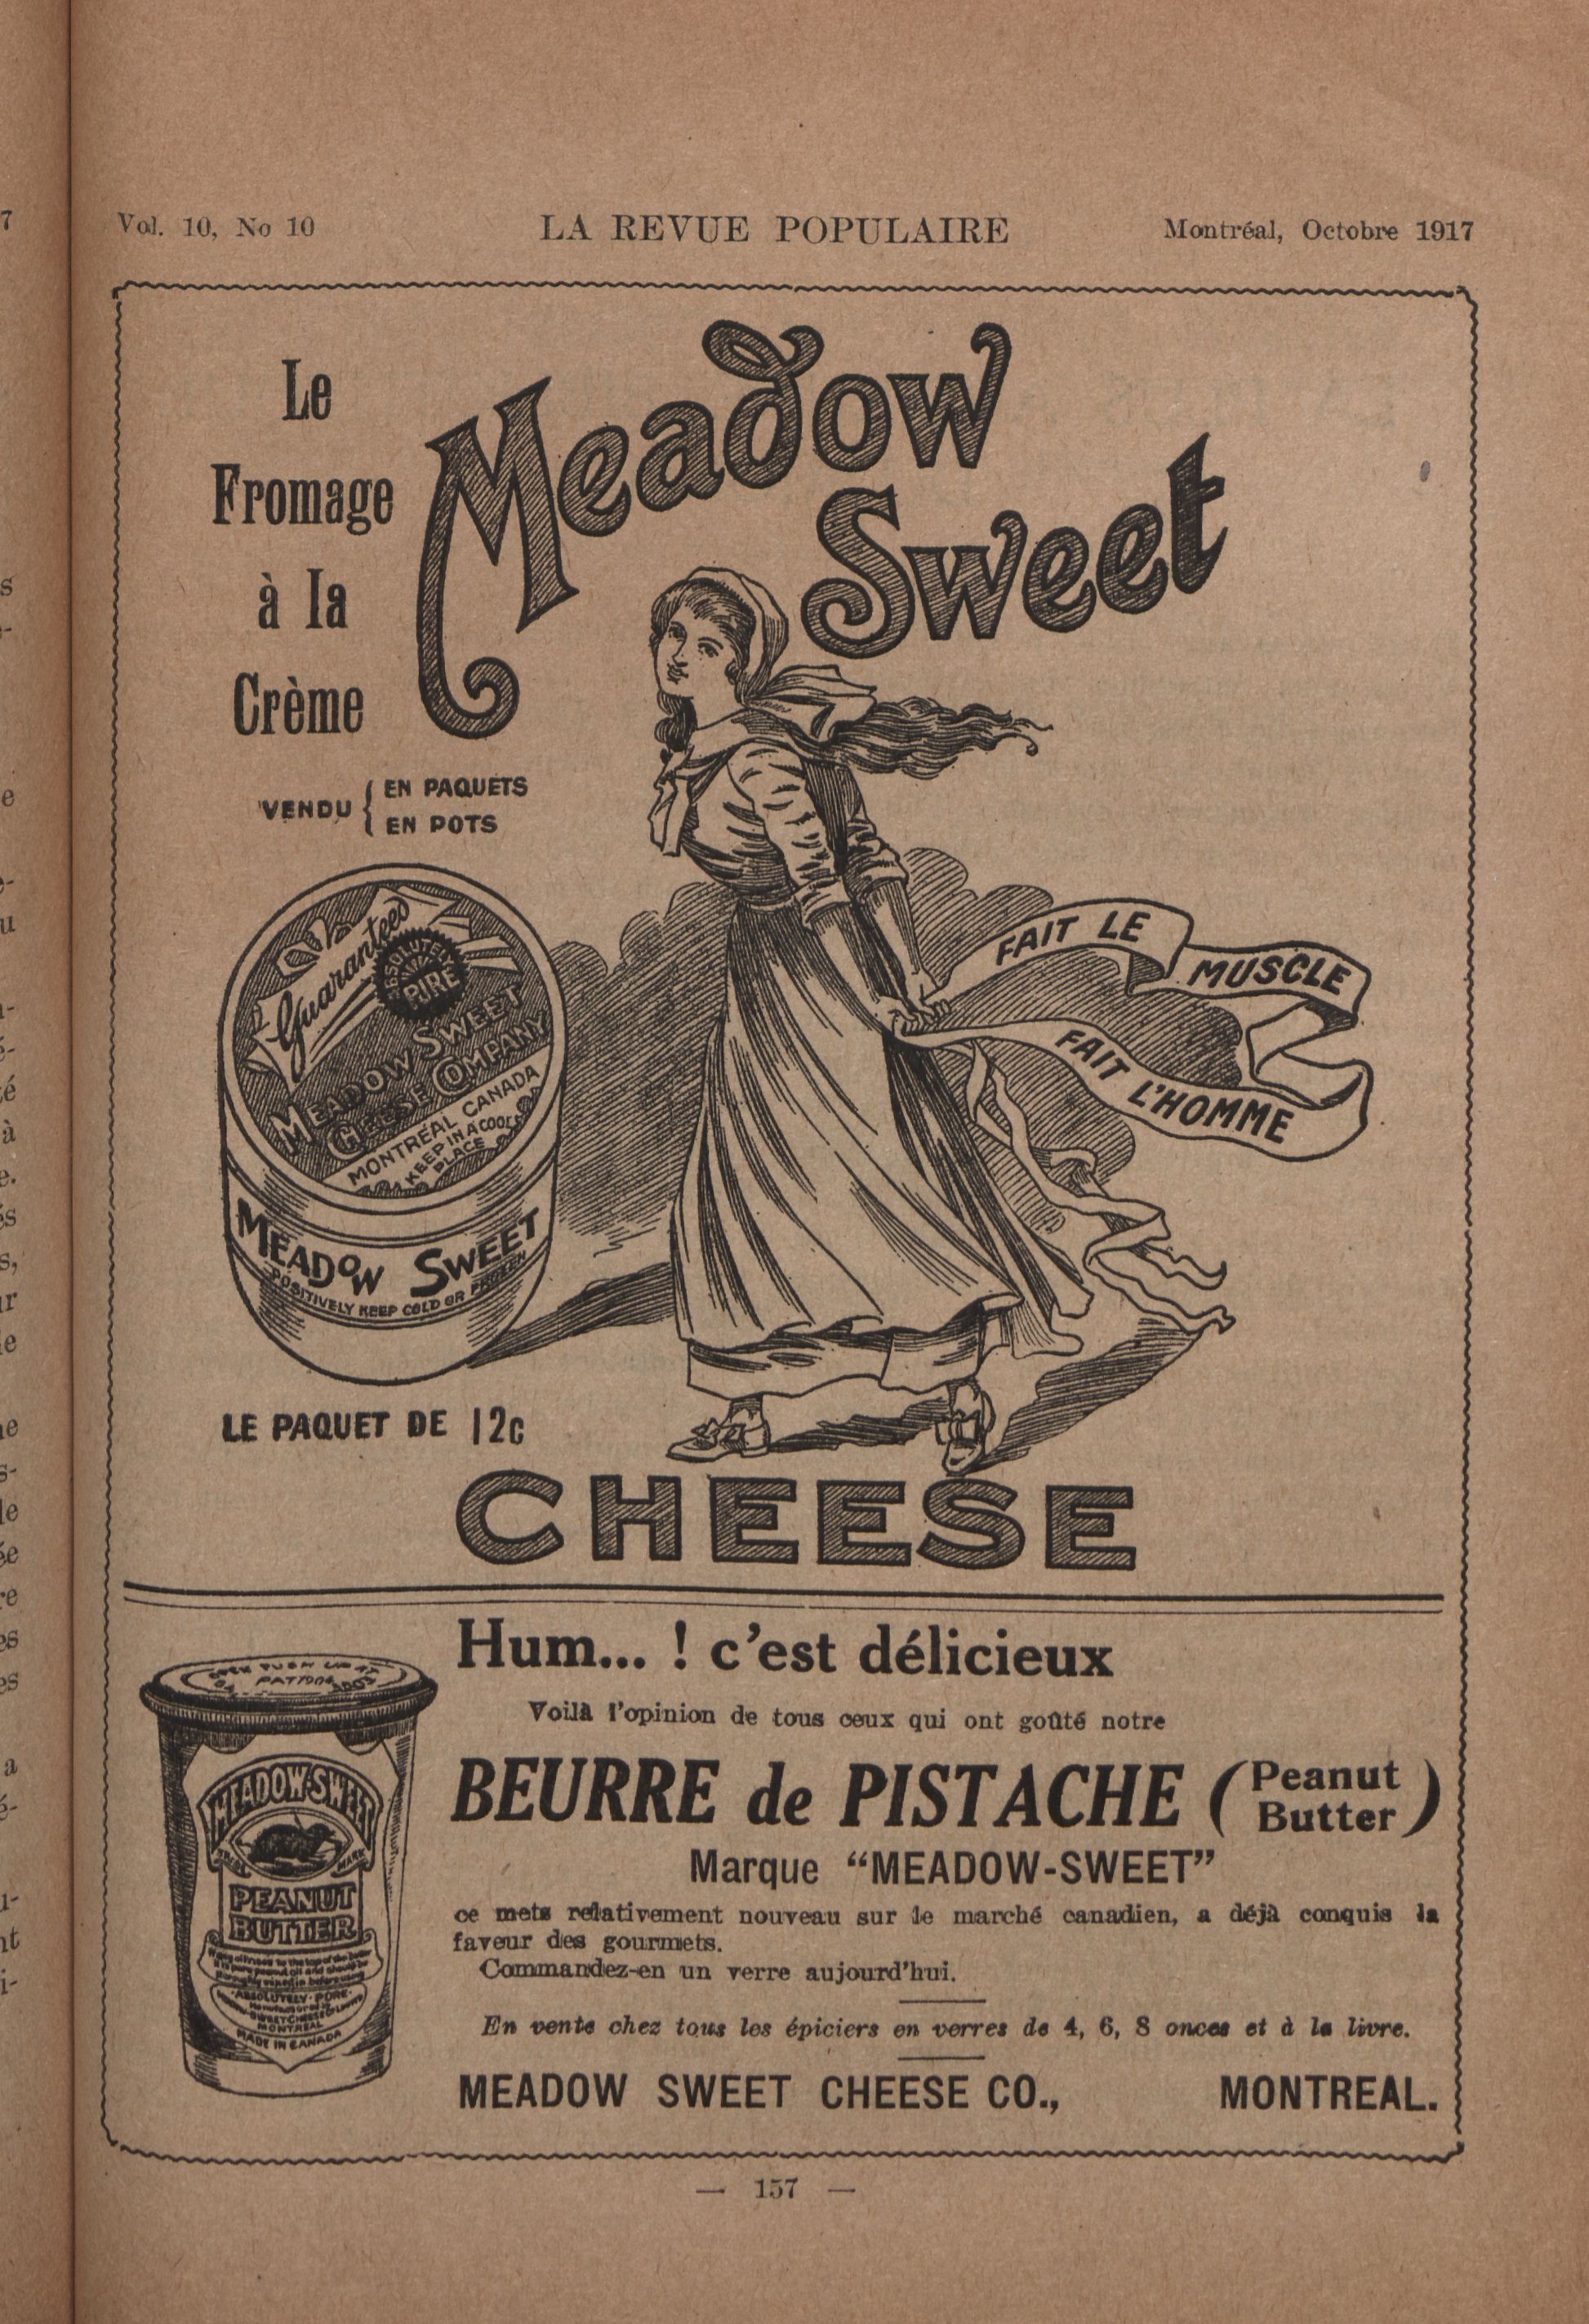 Vol. 10, No 10
LA REVUE POPULAIRE
Montréal, Octobre 1917
Le
Fromage
à la
Crème
Meadow
Sweet
VENDU { EN PAQUETS
EN POTS
Guaranteed
ABSOLUTELY
PURE
MEADOW SWEET
CHEESE COMPANY
MONTREAL CANADA
KEEP IN A COOL
PLACE
MEADOW SWEET
POSITIVELY KEEP COLD OR FROZEN
FAIT LE
MUSCLE
FAIT L'HOMME
LE PAQUET DE 12c
CHEESE
Hum... ! c'est délicieux
Voilà l'opinion de tous ceux qui ont goûté notre
BEURRE de PISTACHE (Peanut
Butter)
Marque “MEADOW-SWEET”
ce mets relativement nouveau sur le marché canadien, a déjà conquis la
faveur des gourmets.
Commandez-en un verre aujourd'hui.
En vente chez tous les épiciers en verres de 4, 6, 8 onces et à la livre.
MEADOW SWEET CHEESE CO., MONTREAL.
MEADOW-SWEET
MARK
PEANUT
BUTTER
ABSOLUTELY PURE
MONTREAL
MADE IN CANADA
— 157 —